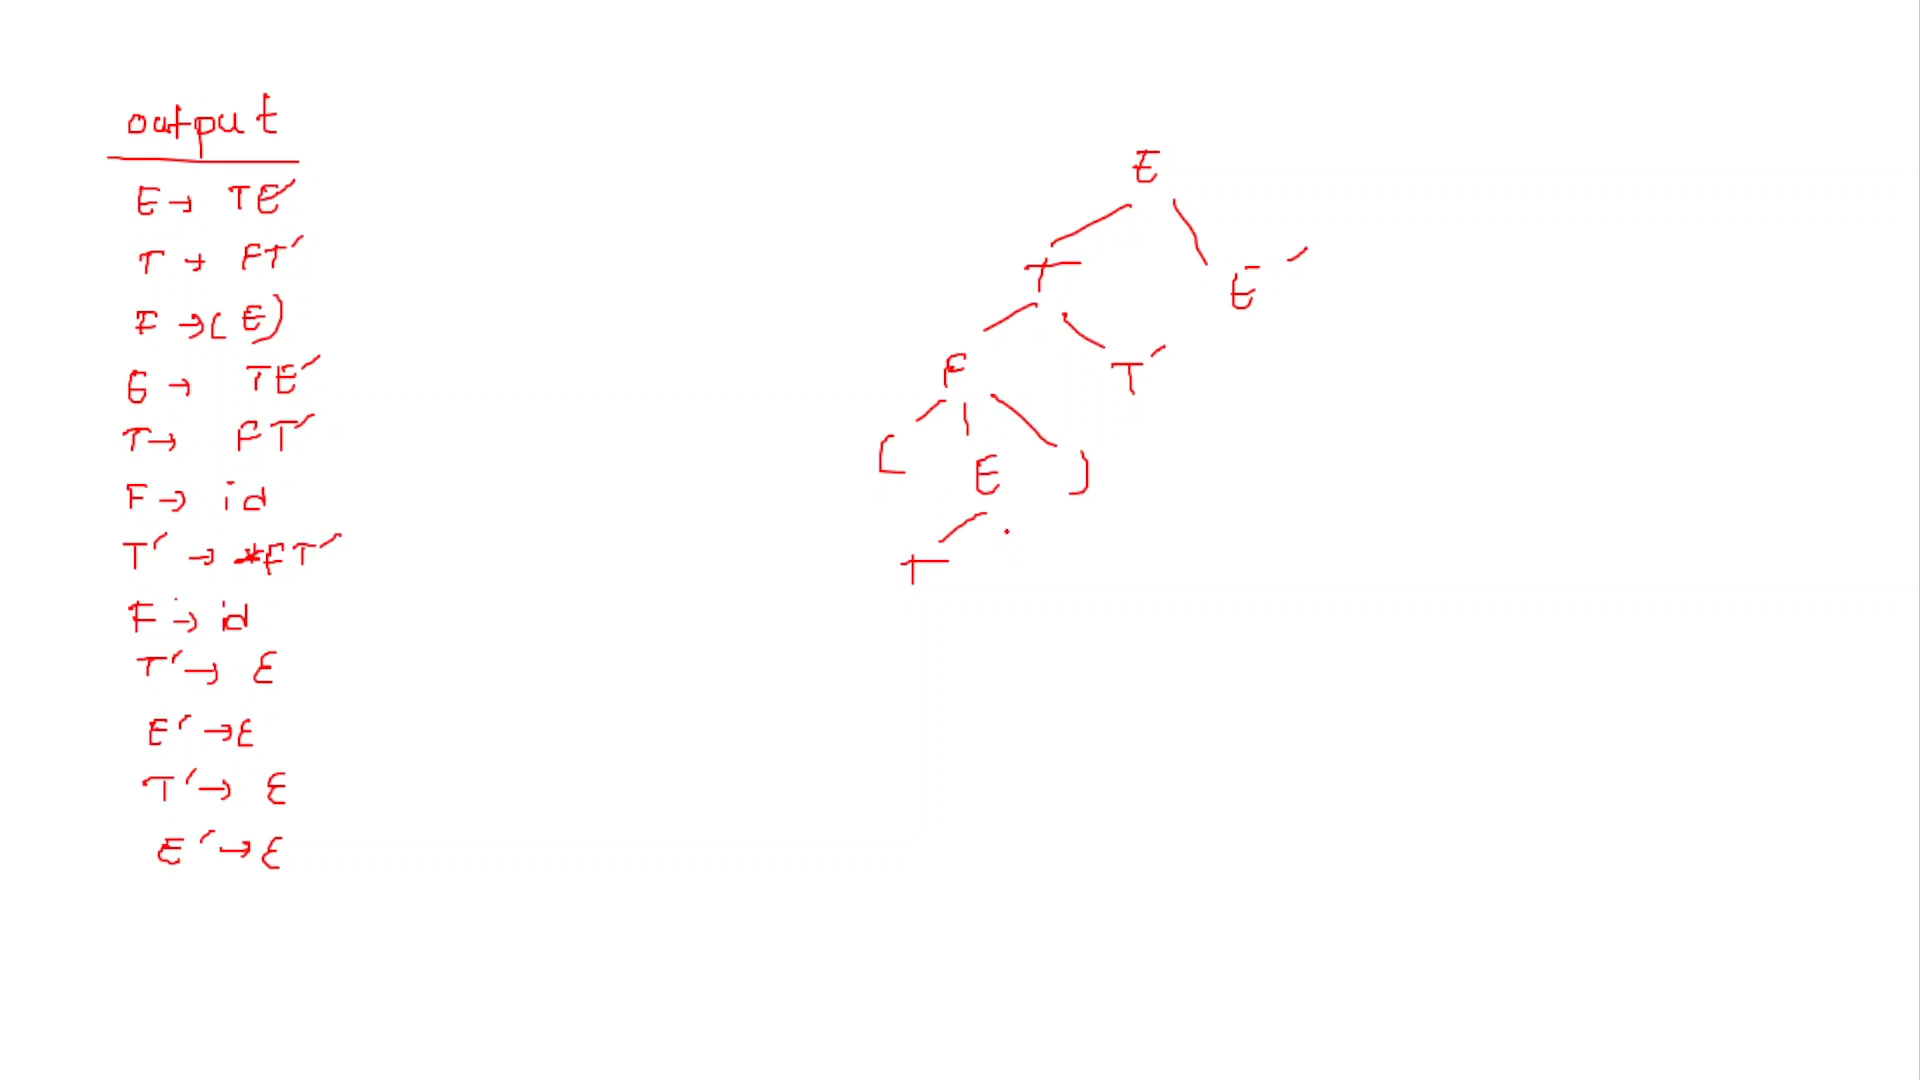 output
E → TE′
T → FT′
F → (E)
E → TE′
T → FT′
F → id
T′ → *FT′
F → id
T′ → ε
E′ → ε
T′ → ε
E′ → ε
E
T E′
F T′
( E )
T